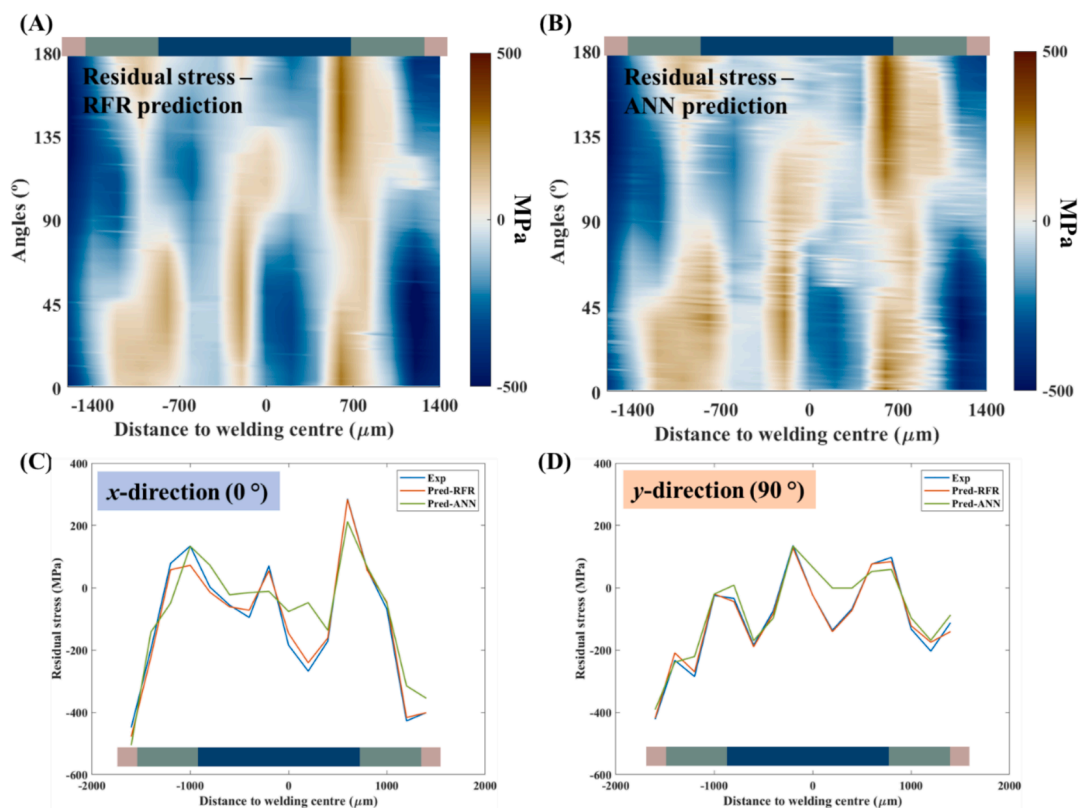 (A)
Residual stress –
RFR prediction
180
135
90
45
0
Angles (°)
-1400 -700 0 700 1400
Distance to welding centre (μm)
500
0
-500
MPa
(B)
Residual stress –
ANN prediction
180
135
90
45
0
Angles (°)
-1400 -700 0 700 1400
Distance to welding centre (μm)
500
0
-500
MPa
(C)
x-direction (0 °)
Exp
Pred-RFR
Pred-ANN
400
200
0
-200
-400
-600
Residual stress (MPa)
-2000 -1000 0 1000 2000
Distance to welding centre (μm)
(D)
y-direction (90 °)
Exp
Pred-RFR
Pred-ANN
400
200
0
-200
-400
-600
Residual stress (MPa)
-2000 -1000 0 1000 2000
Distance to welding centre (μm)